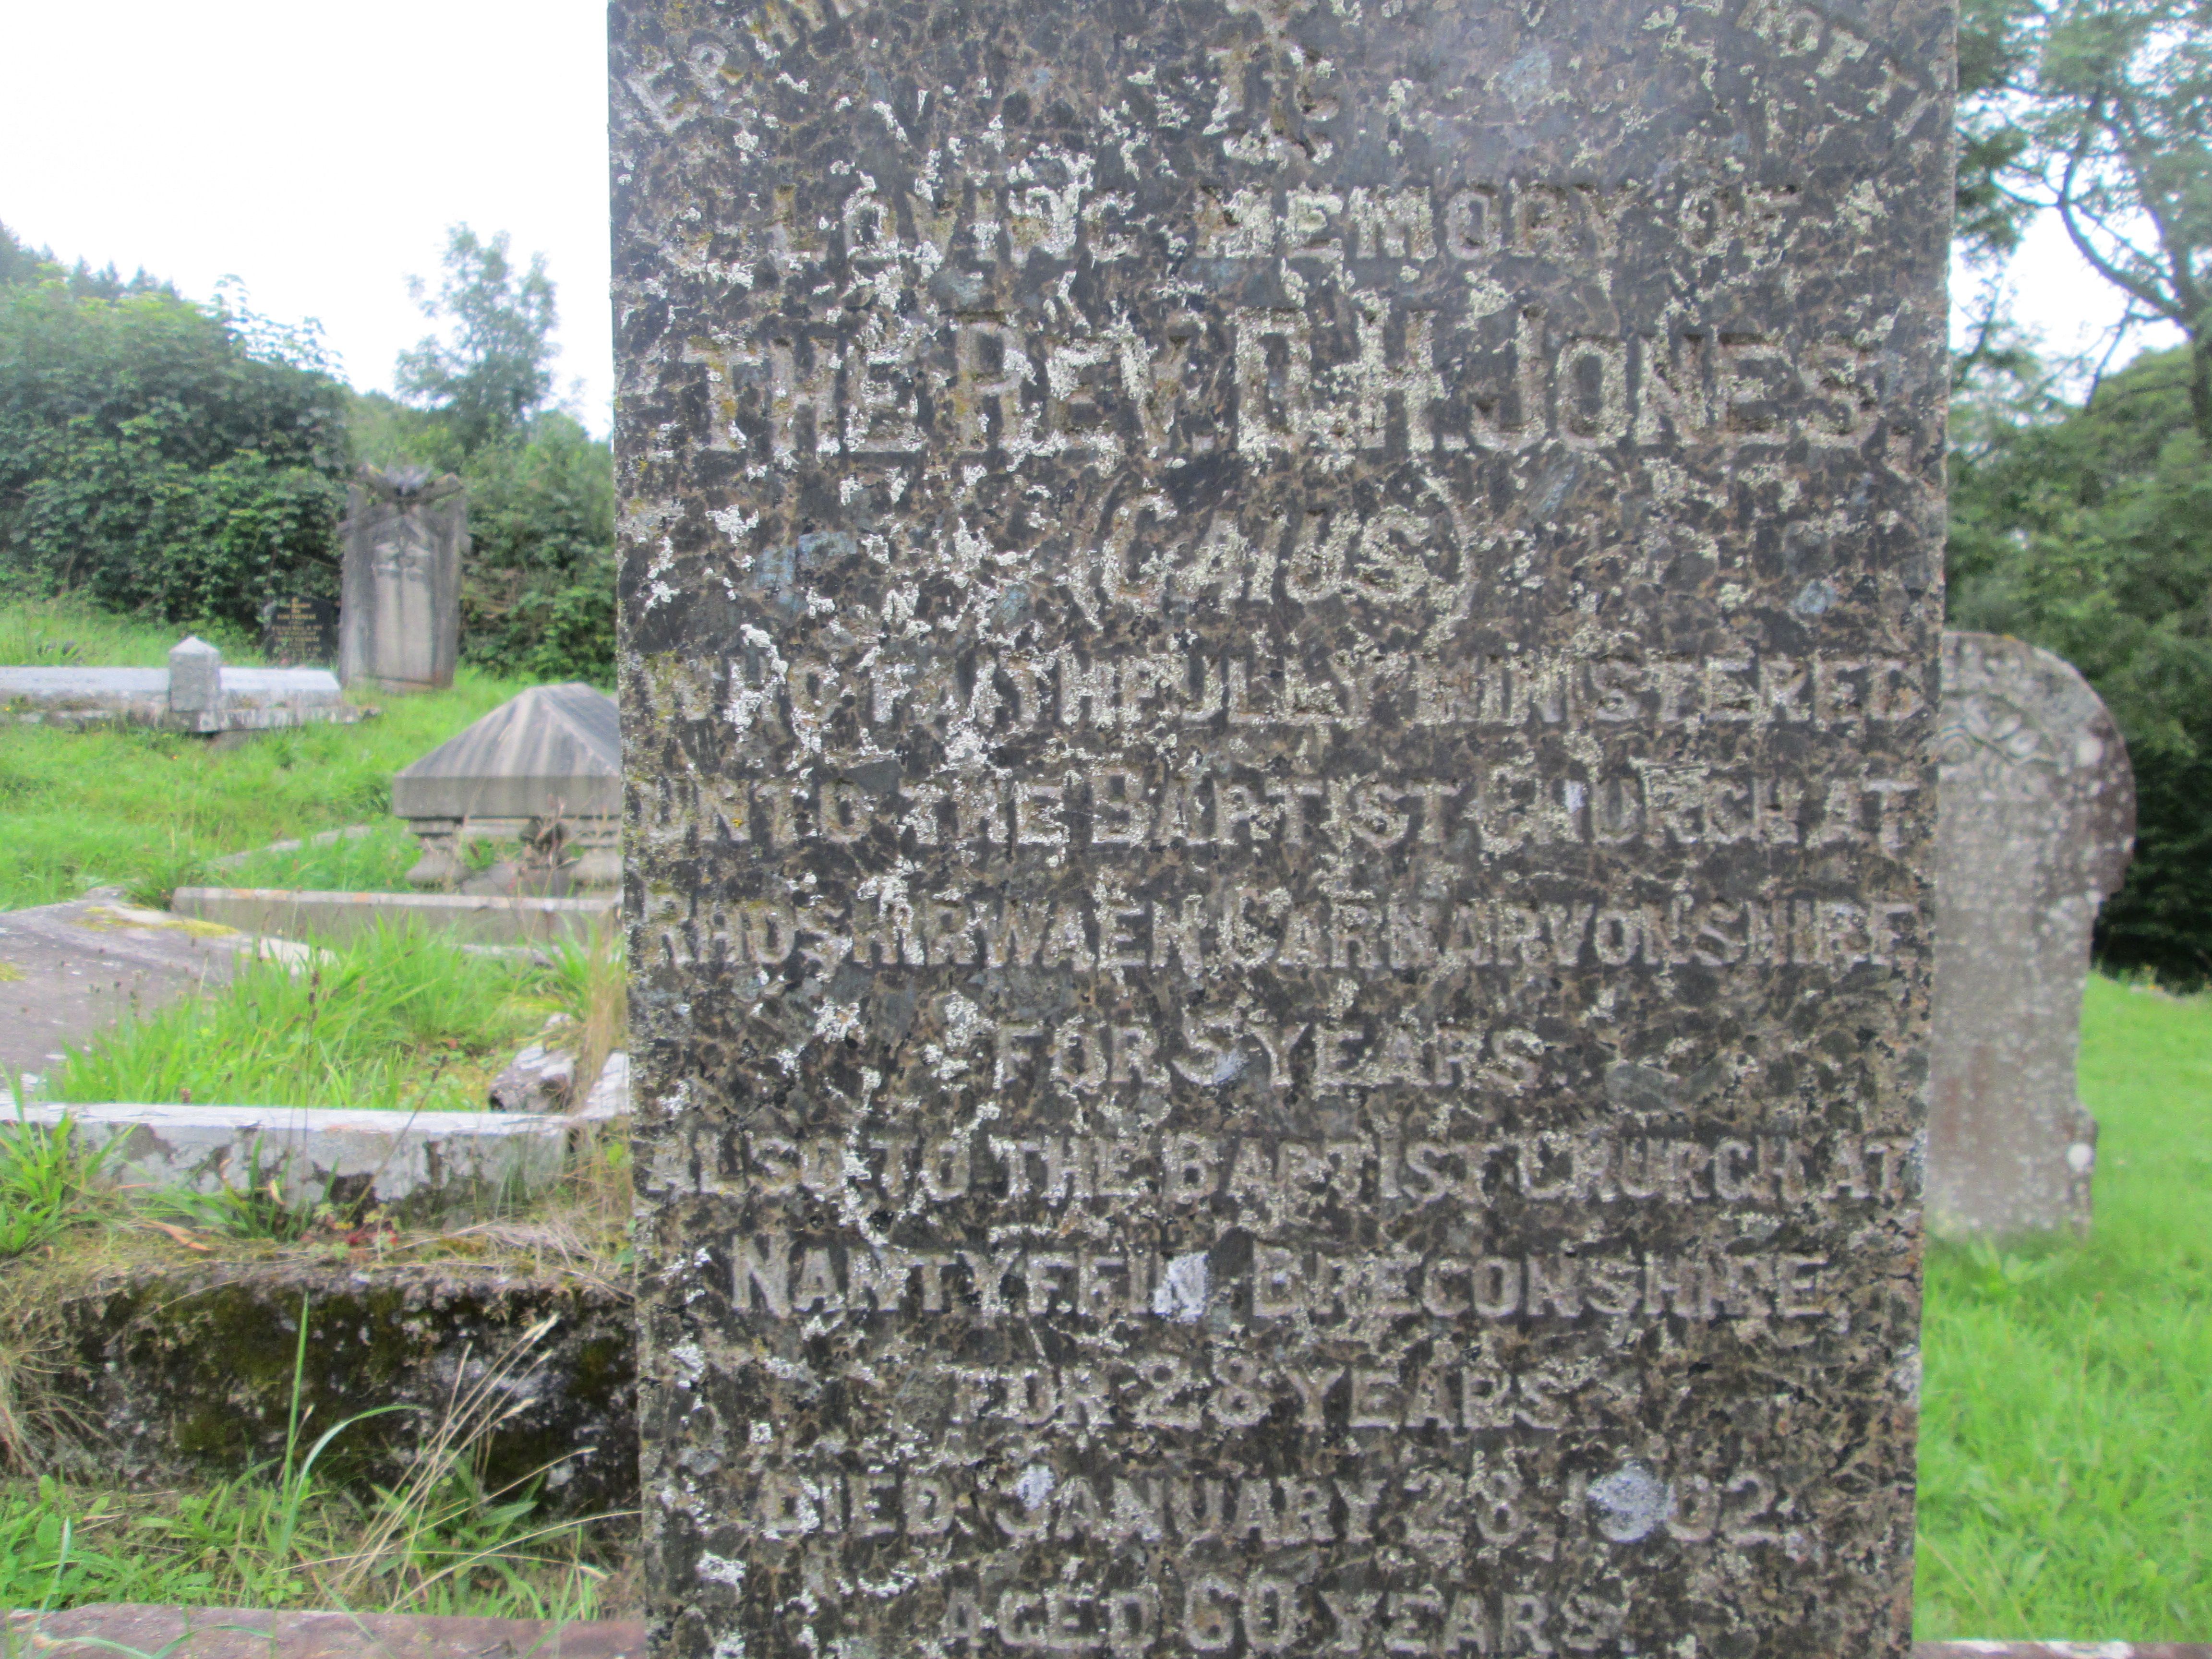 IN
LOVING MEMORY OF
THE REV. D. H. JONES.
(GAIUS)
WHO FAITHFULLY MINISTERED
UNTO THE BAPTIST CHURCH AT
RHOSHIRWAEN, CARNARVONSHIRE
FOR 5 YEARS.
ALSO TO THE BAPTIST CHURCH AT
NANTYFFIN BRECONSHIRE,
FOR 28 YEARS.
DIED JANUARY 28, 1902.
AGED 60 YEARS.